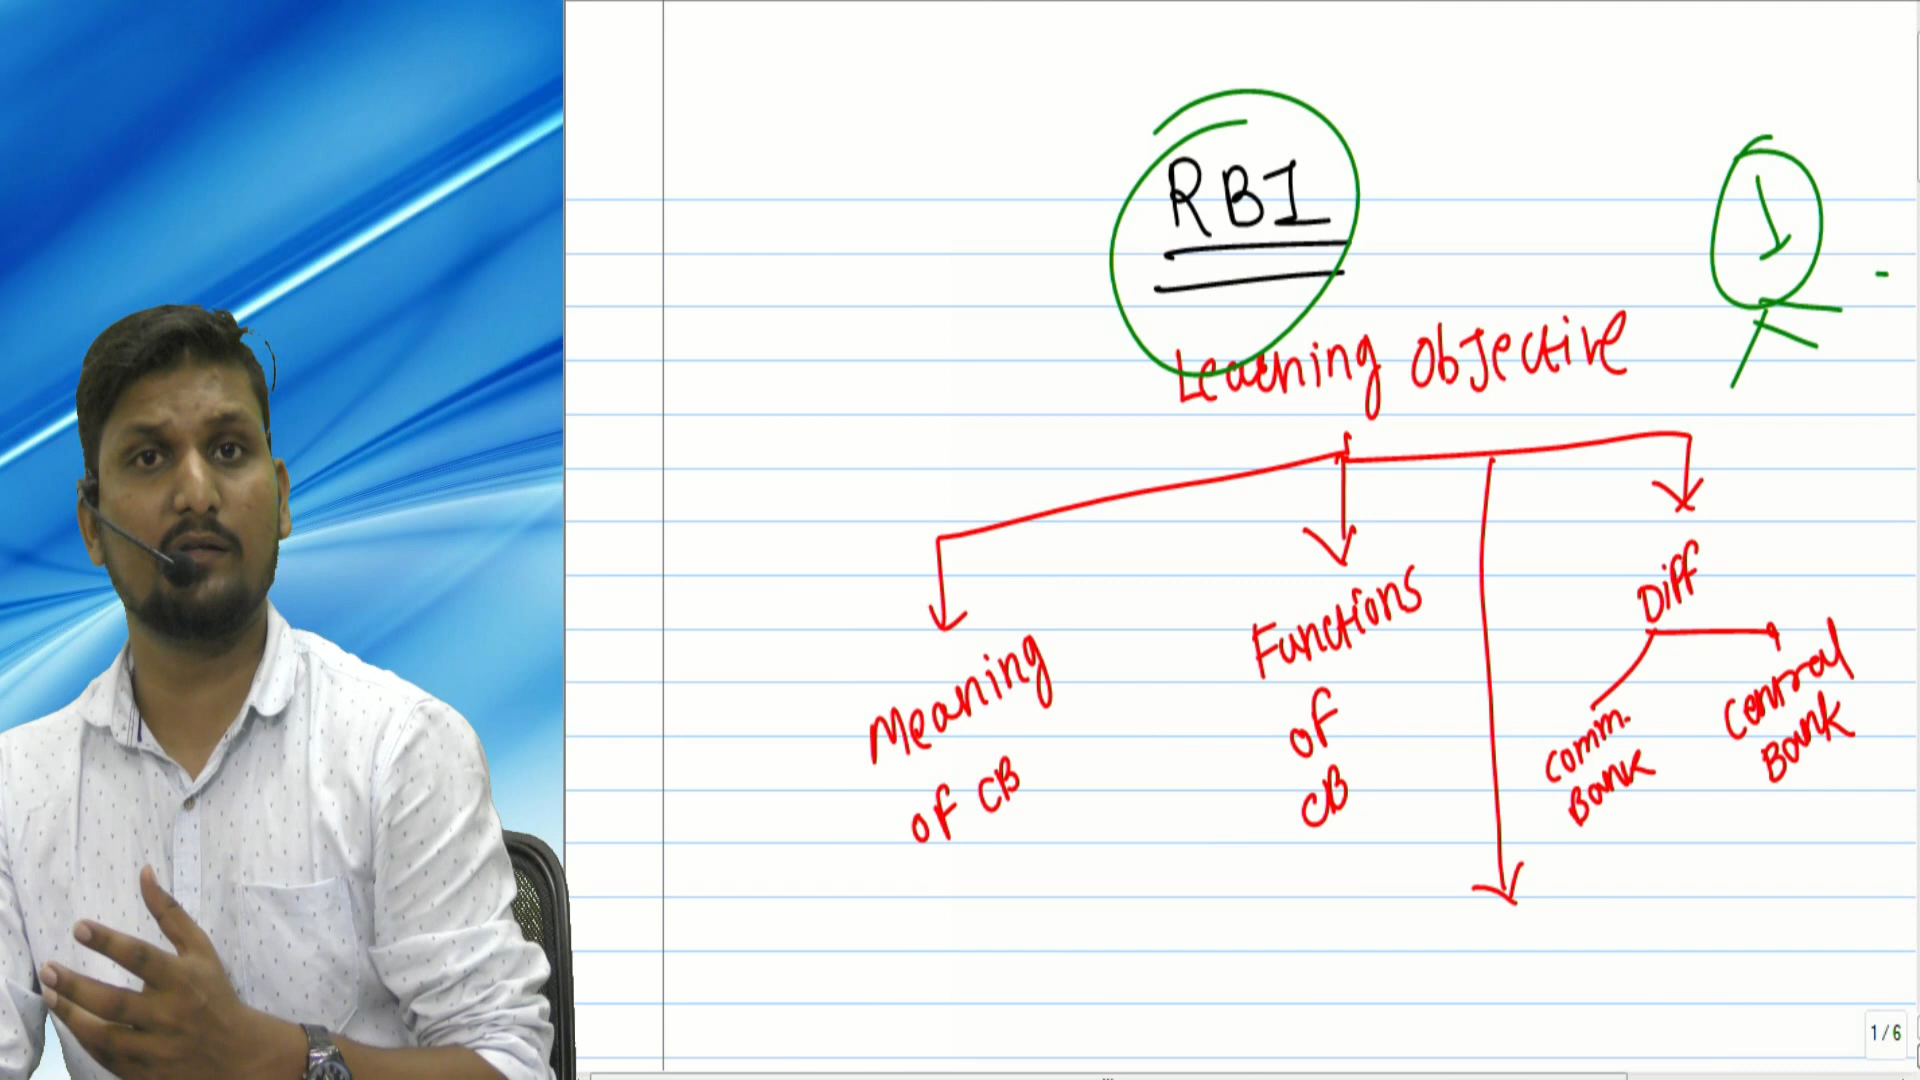 RBI
1
Learning Objective
Meaning
of CB
Functions
of
CB
Diff
Comm.
Bank
Central
Bank
1/6